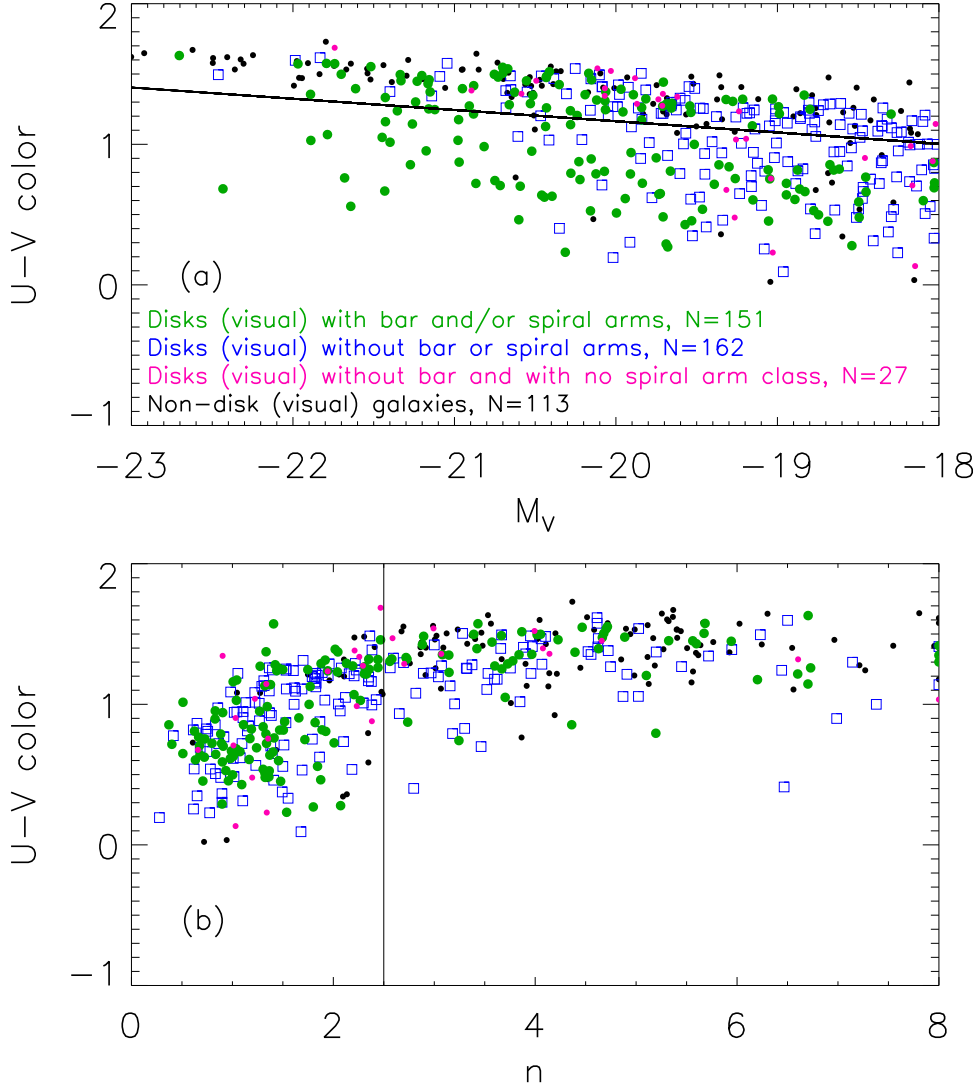 2
1
0
−1
U−V color
(a)
Disks (visual) with bar and/or spiral arms, N=151
Disks (visual) without bar or spiral arms, N=162
Disks (visual) without bar and with no spiral arm class, N=27
Non−disk (visual) galaxies, N=113
−23 −22 −21 −20 −19 −18
M_V
2
1
0
−1
U−V color
(b)
0 2 4 6 8
n